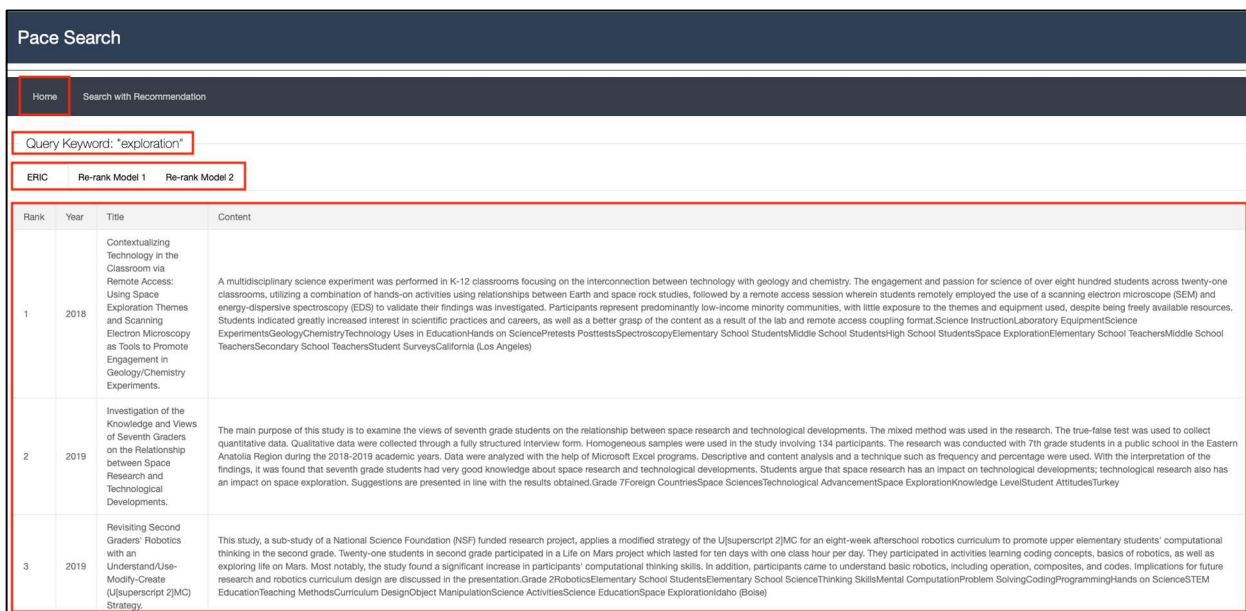 Pace Search
Home Search with Recommendation
Query Keyword: "exploration"
ERIC Re-rank Model 1 Re-rank Model 2
Rank Year Title Content
1
2018
Contextualizing
Technology in the
Classroom via
Remote Access:
Using Space
Exploration Themes
and Scanning
Electron Microscopy
as Tools to Promote
Engagement in
Geology/Chemistry
Experiments.
A multidisciplinary science experiment was performed in K-12 classrooms focusing on the interconnection between technology with geology and chemistry. The engagement and passion for science of over eight hundred students across twenty-one
classrooms, utilizing a combination of hands-on activities using relationships between Earth and space rock studies, followed by a remote access session wherein students remotely employed the use of a scanning electron microscope (SEM) and
energy-dispersive spectroscopy (EDS) to validate their findings was investigated. Participants represent predominantly low-income minority communities, with little exposure to the themes and equipment used, despite being freely available resources.
Students indicated greatly increased interest in scientific practices and careers, as well as a better grasp of the content as a result of the lab and remote access coupling format.Science InstructionLaboratory EquipmentScience
ExperimentsGeologyChemistryTechnology Uses in EducationHands on SciencePretests PosttestsSpectroscopyElementary School StudentsMiddle School StudentsHigh School StudentsSpace ExplorationElementary School TeachersMiddle School
TeachersSecondary School TeachersStudent SurveysCalifornia (Los Angeles)
2
2019
Investigation of the
Knowledge and Views
of Seventh Graders
on the Relationship
between Space
Research and
Technological
Developments.
The main purpose of this study is to examine the views of seventh grade students on the relationship between space research and technological developments. The mixed method was used in the research. The true-false test was used to collect
quantitative data. Qualitative data were collected through a fully structured interview form. Homogeneous samples were used in the study involving 134 participants. The research was conducted with 7th grade students in a public school in the Eastern
Anatolia Region during the 2018-2019 academic years. Data were analyzed with the help of Microsoft Excel programs. Descriptive and content analysis and a technique such as frequency and percentage were used. With the interpretation of the
findings, it was found that seventh grade students had very good knowledge about space research and technological developments. Students argue that space research has an impact on technological developments; technological research also has
an impact on space exploration. Suggestions are presented in line with the results obtained.Grade 7Foreign CountriesSpace SciencesTechnological AdvancementSpace ExplorationKnowledge LevelStudent AttitudesTurkey
3
2019
Revisiting Second
Graders' Robotics
with an
Understand/Use-
Modify-Create
(U[superscript 2]MC)
Strategy.
This study, a sub-study of a National Science Foundation (NSF) funded research project, applies a modified strategy of the U[superscript 2]MC for an eight-week afterschool robotics curriculum to promote upper elementary students' computational
thinking in the second grade. Twenty-one students in second grade participated in a Life on Mars project which lasted for ten days with one class hour per day. They participated in activities learning coding concepts, basics of robotics, as well as
exploring life on Mars. Most notably, the study found a significant increase in participants' computational thinking skills. In addition, participants came to understand basic robotics, including operation, composites, and codes. Implications for future
research and robotics curriculum design are discussed in the presentation.Grade 2RoboticsElementary School StudentsElementary School ScienceThinking SkillsMental ComputationProblem SolvingCodingProgrammingHands on ScienceSTEM
EducationTeaching MethodsCurriculum DesignObject ManipulationScience ActivitiesScience EducationSpace ExplorationIdaho (Boise)